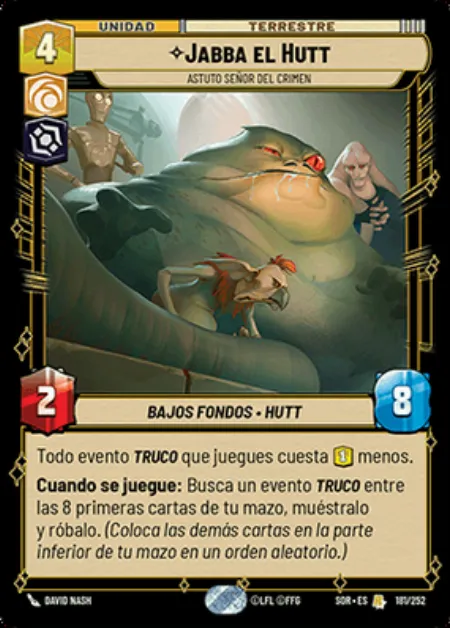 UNIDAD
TERRESTRE
4
JABBA EL HUTT
ASTUTO SEÑOR DEL CRIMEN
2
BAJOS FONDOS • HUTT
8
Todo evento TRUCO que juegues cuesta 1 menos.
Cuando se juegue: Busca un evento TRUCO entre
las 8 primeras cartas de tu mazo, muéstralo
y róbalo. (Coloca las demás cartas en la parte
inferior de tu mazo en un orden aleatorio.)
DAVID NASH
©LFL ©FFG
SOR • ES
R
181/252